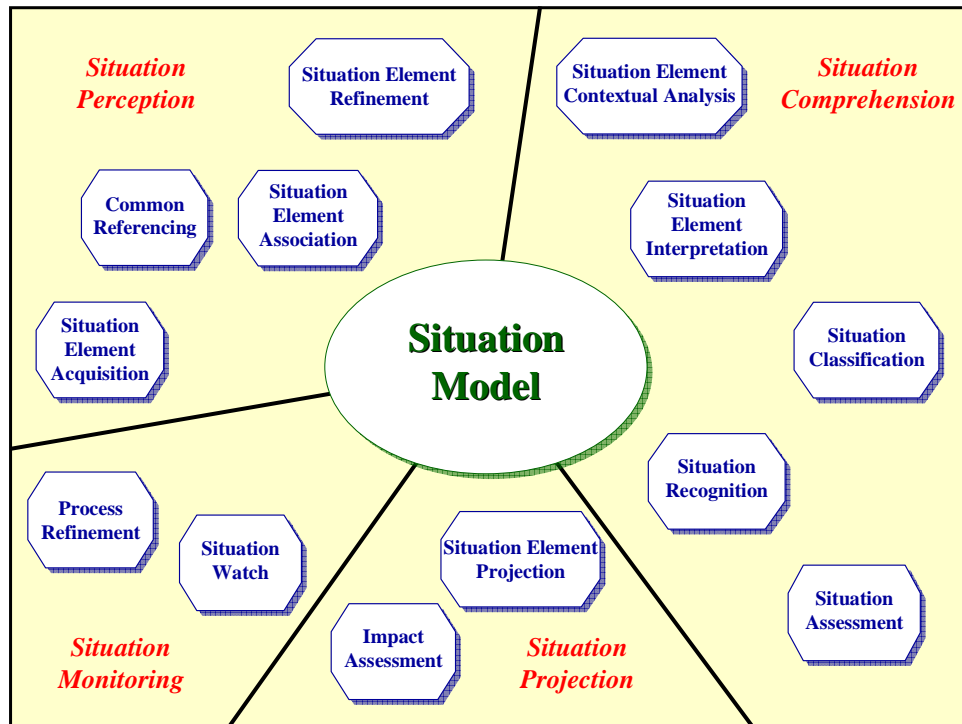 Situation
Perception
Situation Element
Refinement
Common
Referencing
Situation
Element
Association
Situation
Element
Acquisition
Situation Element
Contextual Analysis
Situation
Comprehension
Situation
Element
Interpretation
Situation
Classification
Situation
Recognition
Situation
Assessment
Situation
Model
Process
Refinement
Situation
Watch
Situation
Monitoring
Situation Element
Projection
Impact
Assessment
Situation
Projection